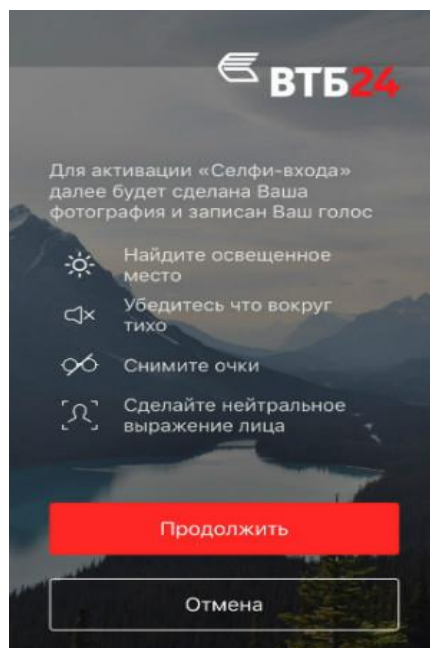 ВТБ24
Для активации «Селфи-входа»
далее будет сделана Ваша
фотография и записан Ваш голос
Найдите освещенное
место
Убедитесь что вокруг
тихо
Снимите очки
Сделайте нейтральное
выражение лица
Продолжить
Отмена